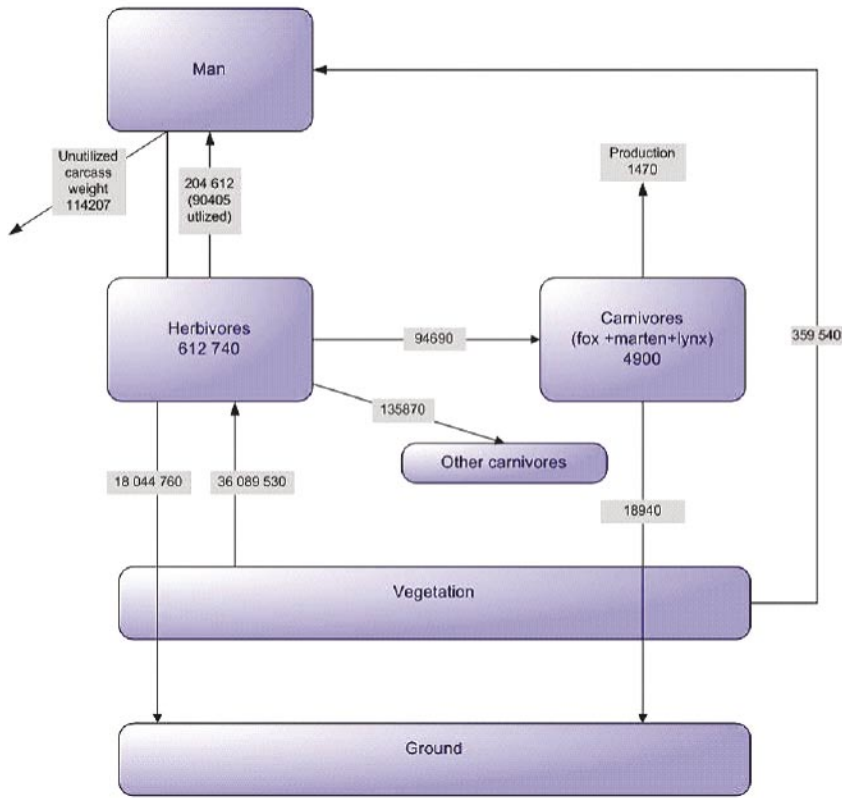 Man
Unutilized
carcass
weight
114207
204 612
(90405
utlized)
Production
1470
Herbivores
612 740
94690
Carnivores
(fox +marten+lynx)
4900
359 540
135870
Other carnivores
18 044 760
36 089 530
18940
Vegetation
Ground